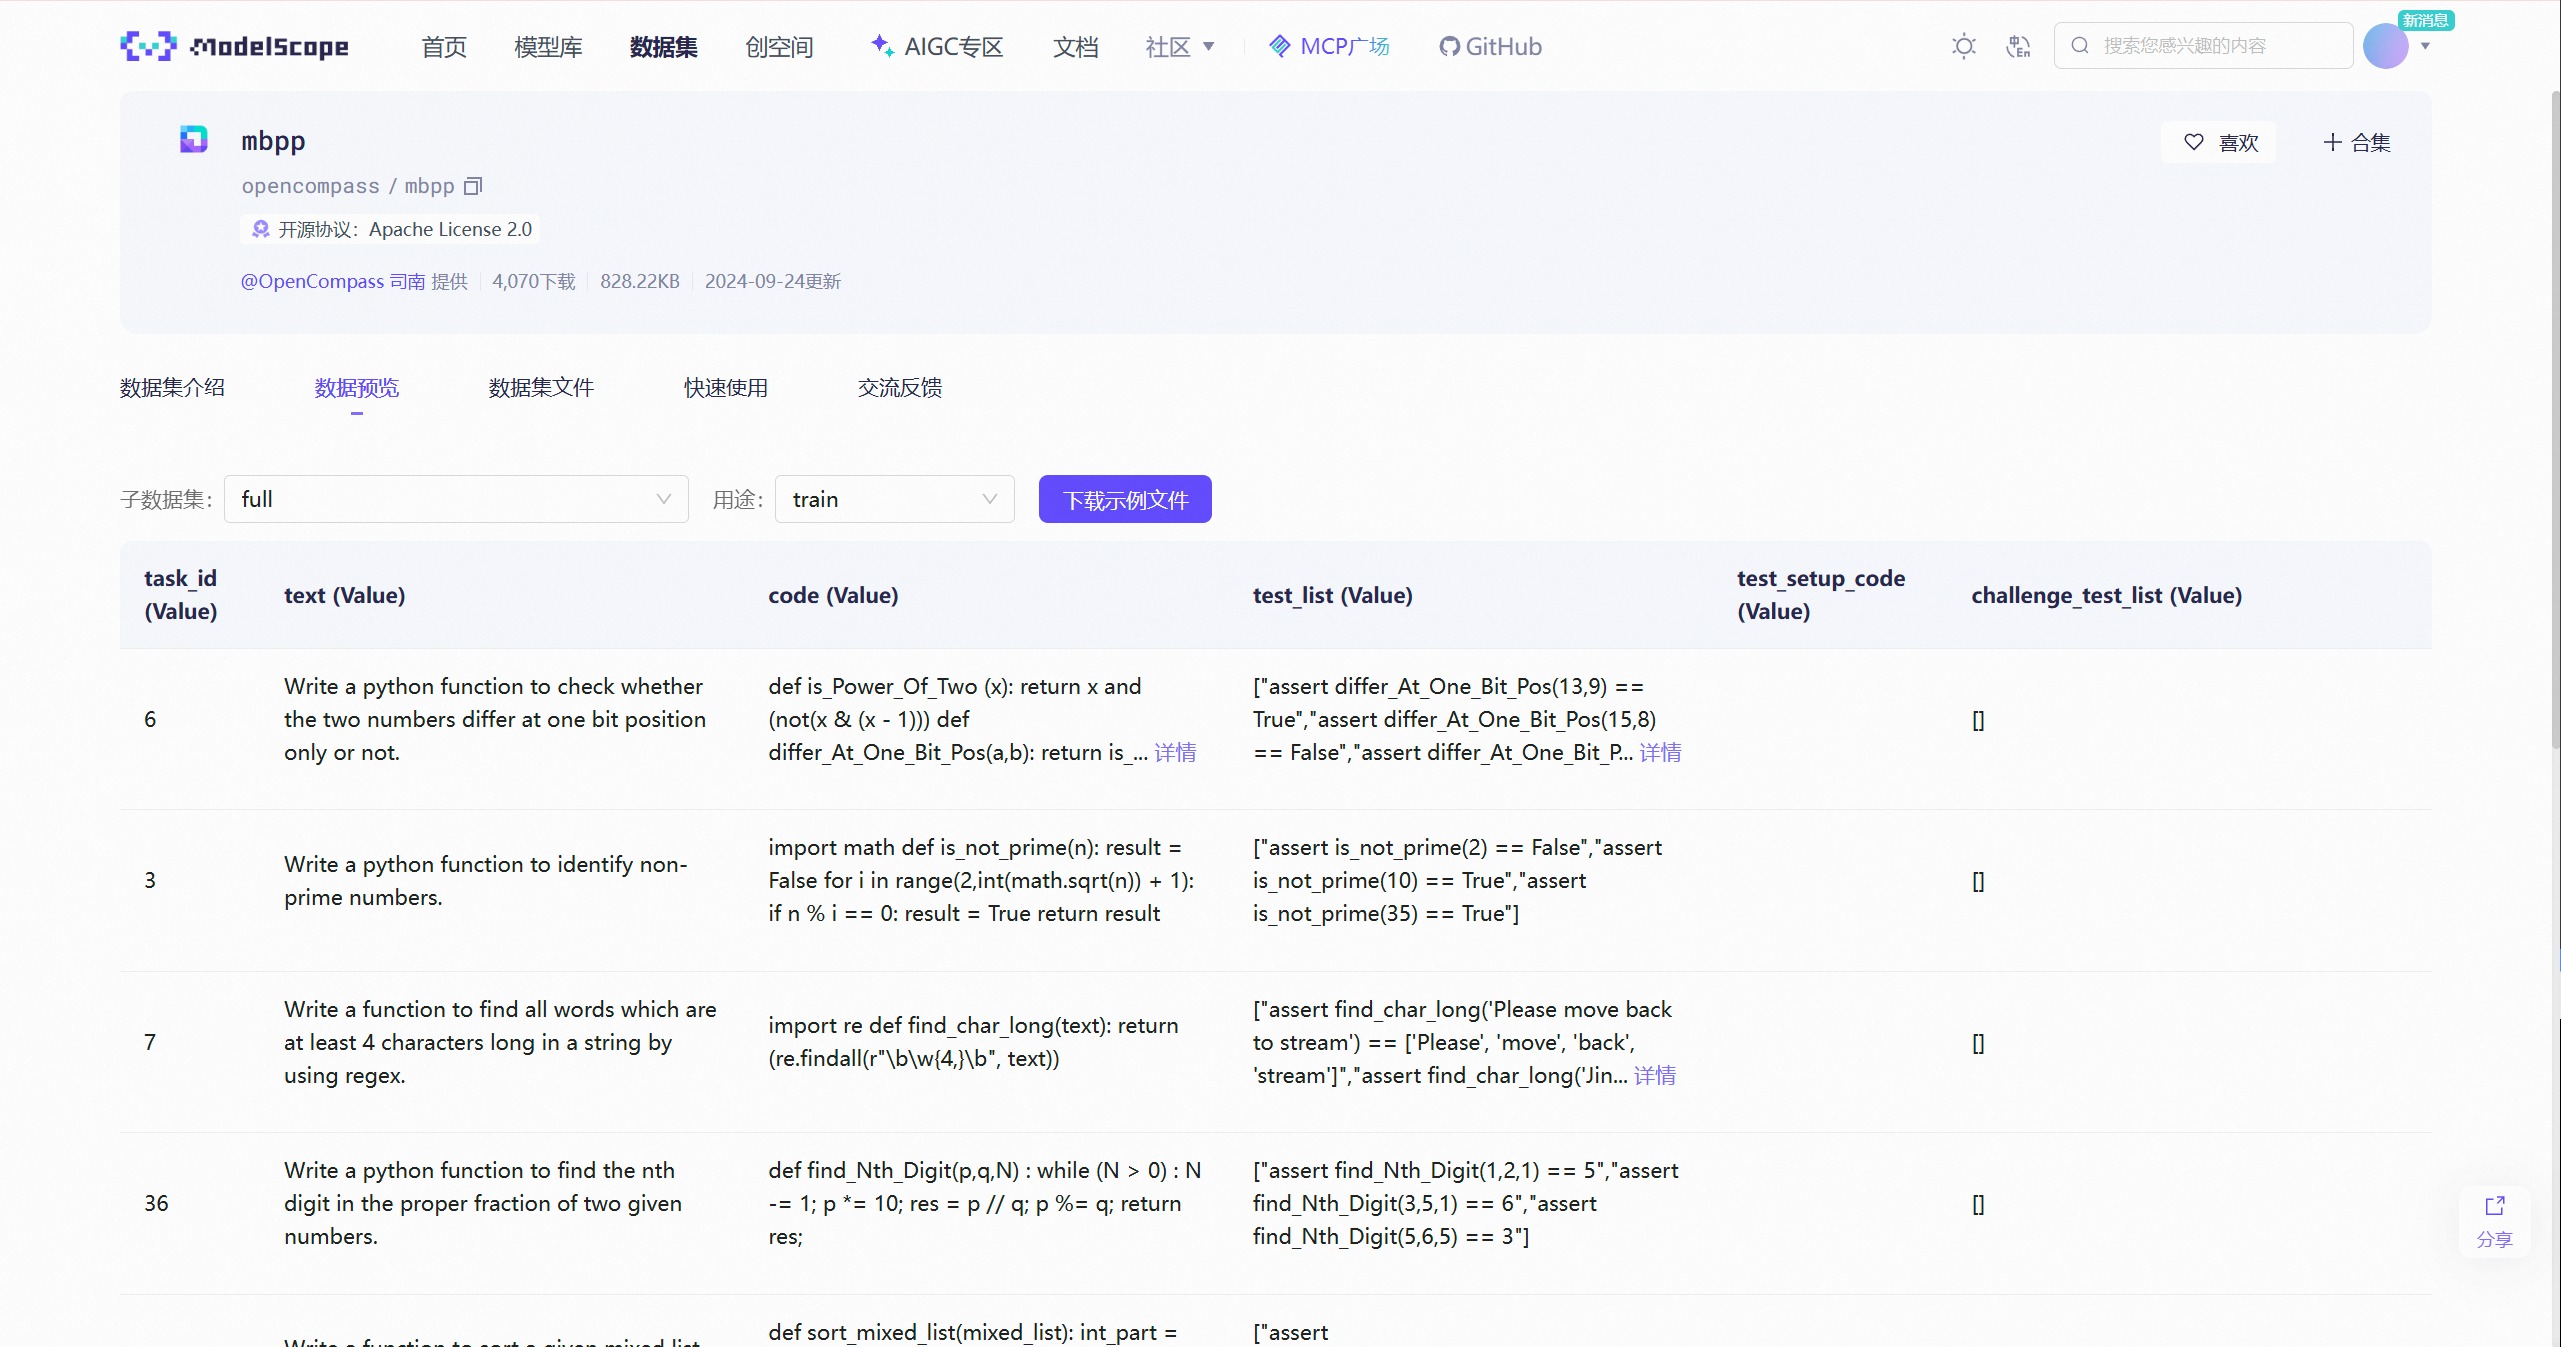 ModelScope
首页
模型库
数据集
创空间
AIGC专区
文档
社区
MCP广场
GitHub
搜索您感兴趣的内容
新消息
mbpp
喜欢
合集
opencompass / mbpp
开源协议：Apache License 2.0
@OpenCompass 司南 提供
4,070下载
828.22KB
2024-09-24更新
数据集介绍
数据预览
数据集文件
快速使用
交流反馈
子数据集：
full
用途：
train
下载示例文件
task_id
(Value)
text (Value)
code (Value)
test_list (Value)
test_setup_code
(Value)
challenge_test_list (Value)
6
Write a python function to check whether
the two numbers differ at one bit position
only or not.
def is_Power_Of_Two (x): return x and
(not(x & (x - 1))) def
differ_At_One_Bit_Pos(a,b): return is_... 详情
["assert differ_At_One_Bit_Pos(13,9) ==
True","assert differ_At_One_Bit_Pos(15,8)
== False","assert differ_At_One_Bit_P... 详情
[]
3
Write a python function to identify non-
prime numbers.
import math def is_not_prime(n): result =
False for i in range(2,int(math.sqrt(n)) + 1):
if n % i == 0: result = True return result
["assert is_not_prime(2) == False","assert
is_not_prime(10) == True","assert
is_not_prime(35) == True"]
[]
7
Write a function to find all words which are
at least 4 characters long in a string by
using regex.
import re def find_char_long(text): return
(re.findall(r"\b\w{4,}\b", text))
["assert find_char_long('Please move back
to stream') == ['Please', 'move', 'back',
'stream']","assert find_char_long('Jin... 详情
[]
36
Write a python function to find the nth
digit in the proper fraction of two given
numbers.
def find_Nth_Digit(p,q,N) : while (N > 0) : N
-= 1; p *= 10; res = p // q; p %= q; return
res;
["assert find_Nth_Digit(1,2,1) == 5","assert
find_Nth_Digit(3,5,1) == 6","assert
find_Nth_Digit(5,6,5) == 3"]
[]
分享
Write a function to sort a given mixed list
def sort_mixed_list(mixed_list): int_part =
["assert